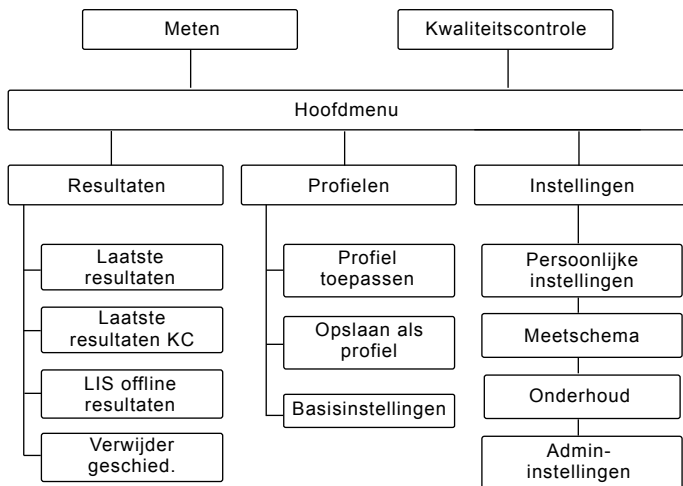 Meten
Kwaliteitscontrole
Hoofdmenu
Resultaten
Profielen
Instellingen
Laatste
resultaten
Laatste
resultaten KC
LIS offline
resultaten
Verwijder
geschied.
Profiel
toepassen
Opslaan als
profiel
Basisinstellingen
Persoonlijke
instellingen
Meetschema
Onderhoud
Admin-
instellingen